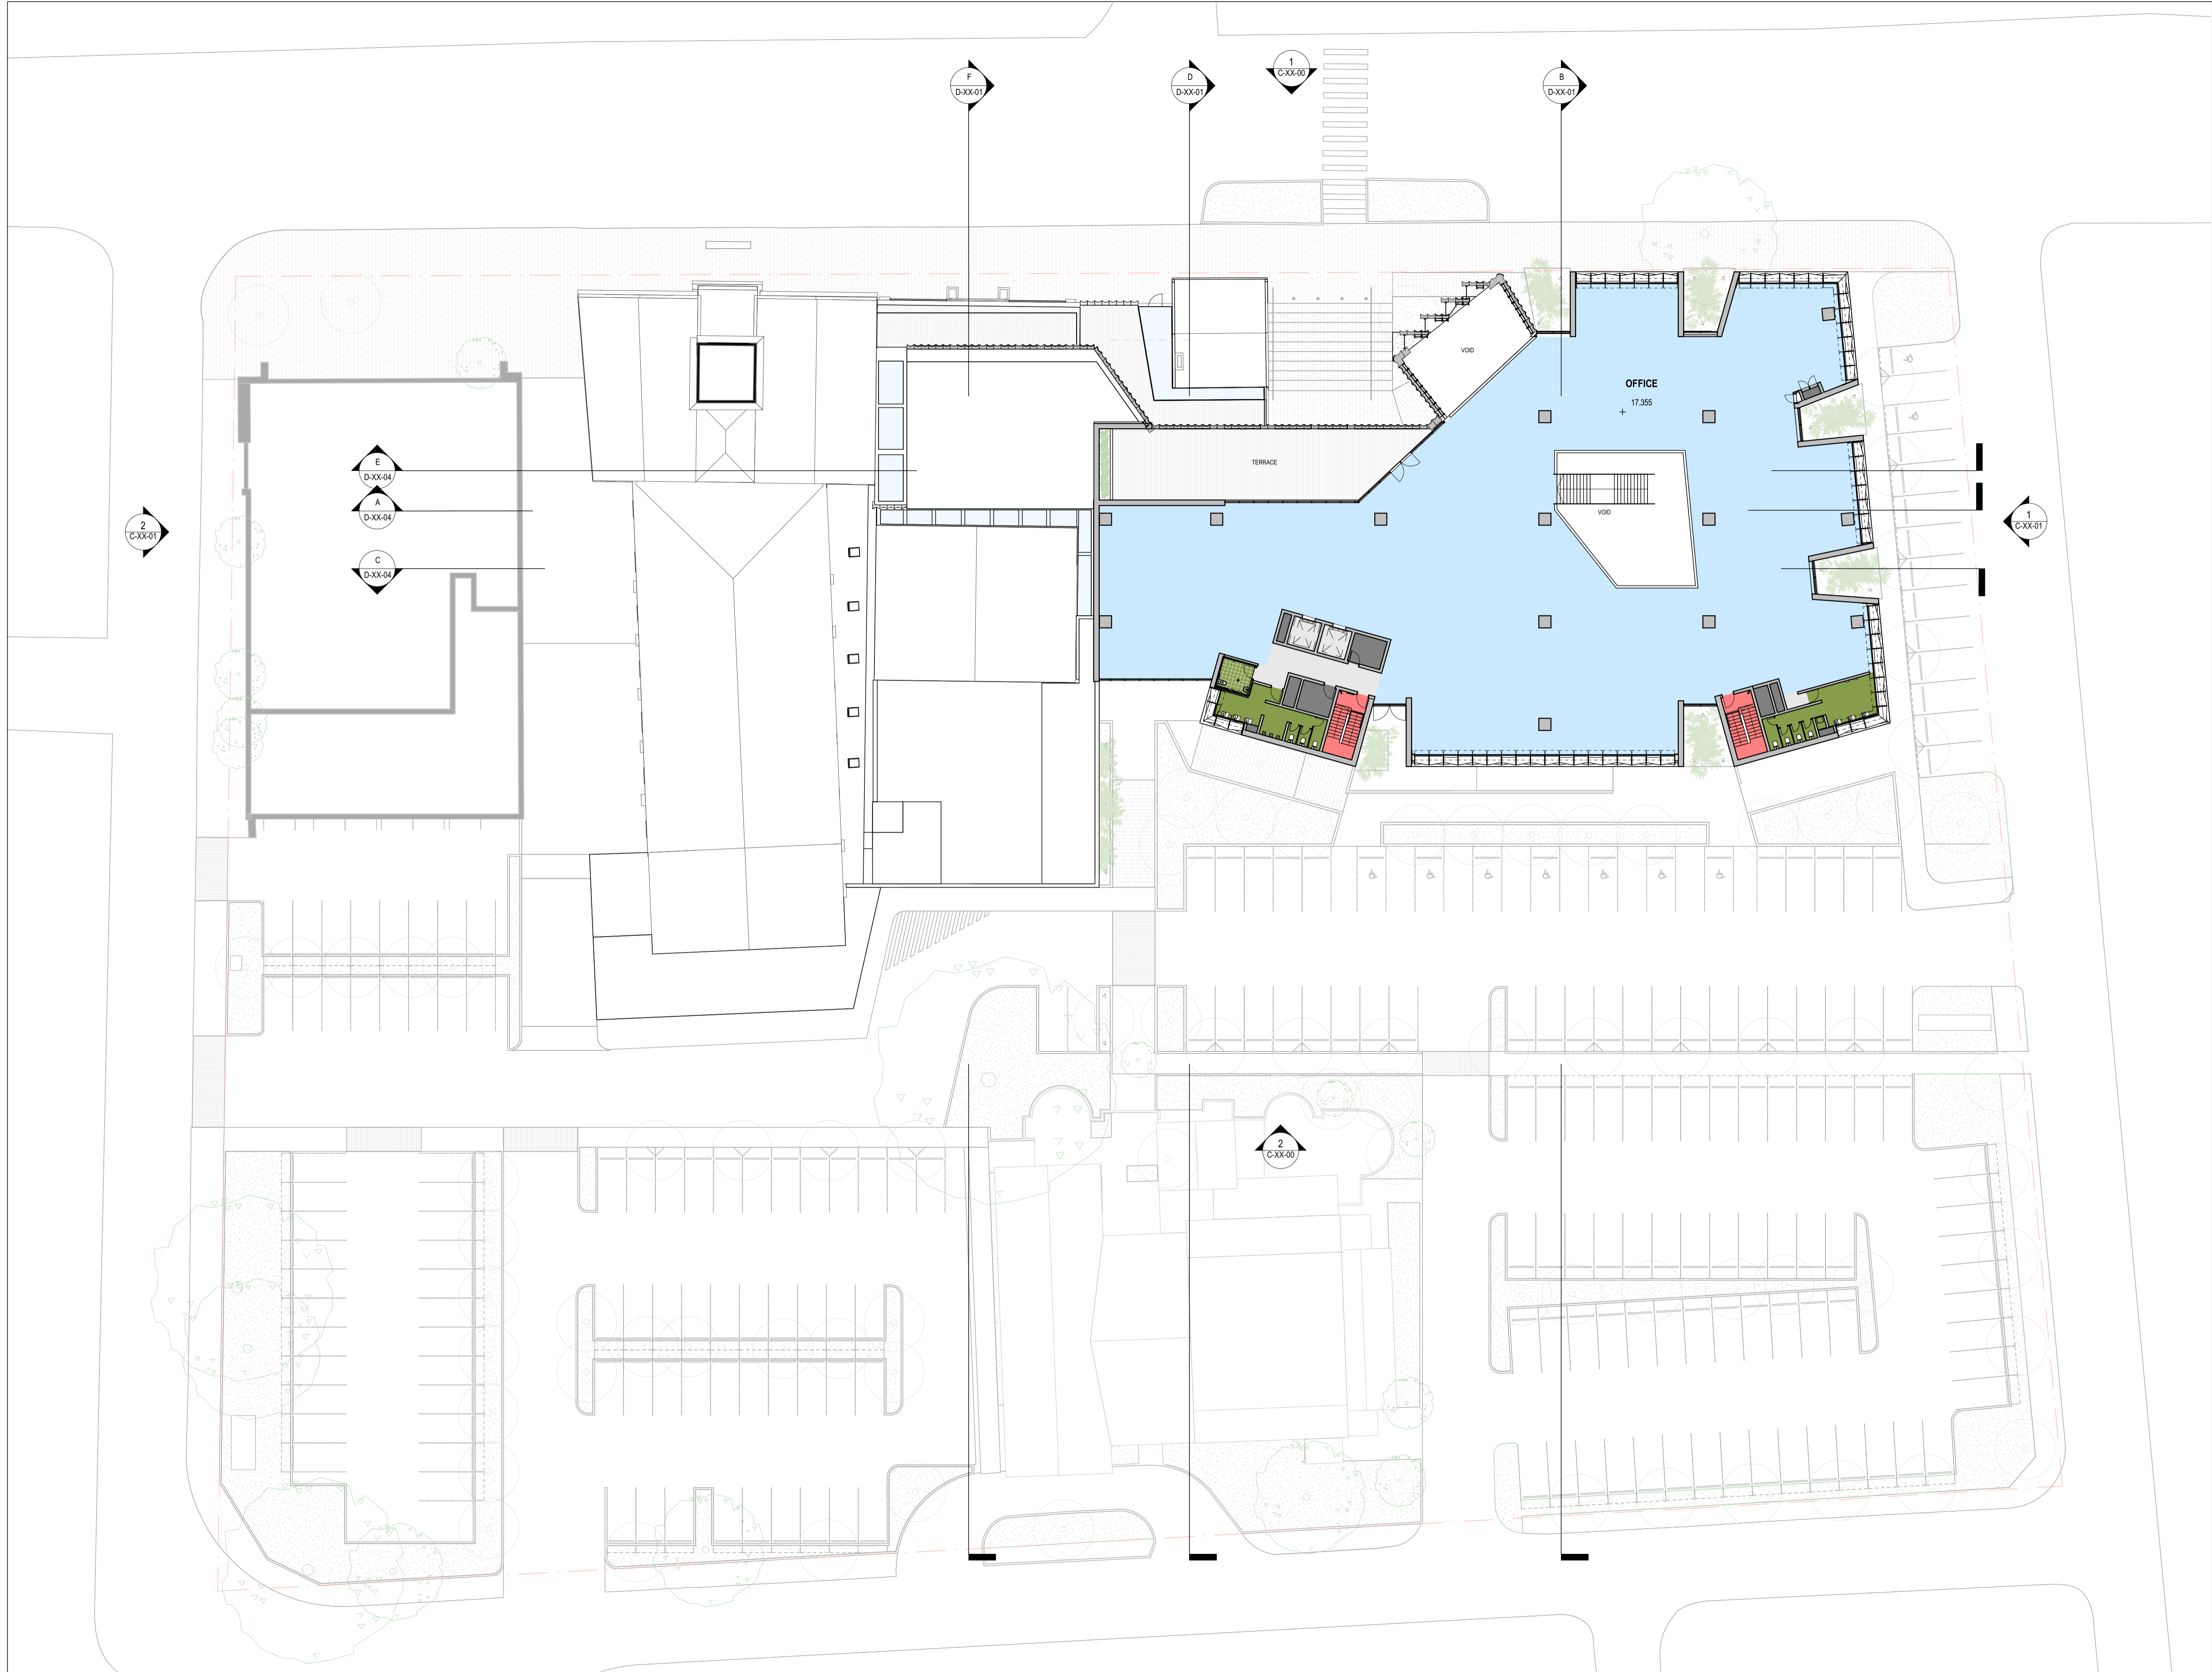 F
D-XX-01
D
D-XX-01
1
C-XX-00
B
D-XX-01
VOID
OFFICE
17.355
TERRACE
E
D-XX-04
A
D-XX-04
VOID
2
C-XX-01
1
C-XX-01
C
D-XX-04
2
C-XX-00